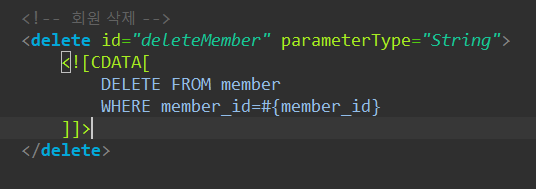 <!-- 회원 삭제 -->
<delete id="deleteMember" parameterType="String">
<![CDATA[
DELETE FROM member
WHERE member_id=#{member_id}
]]>
</delete>